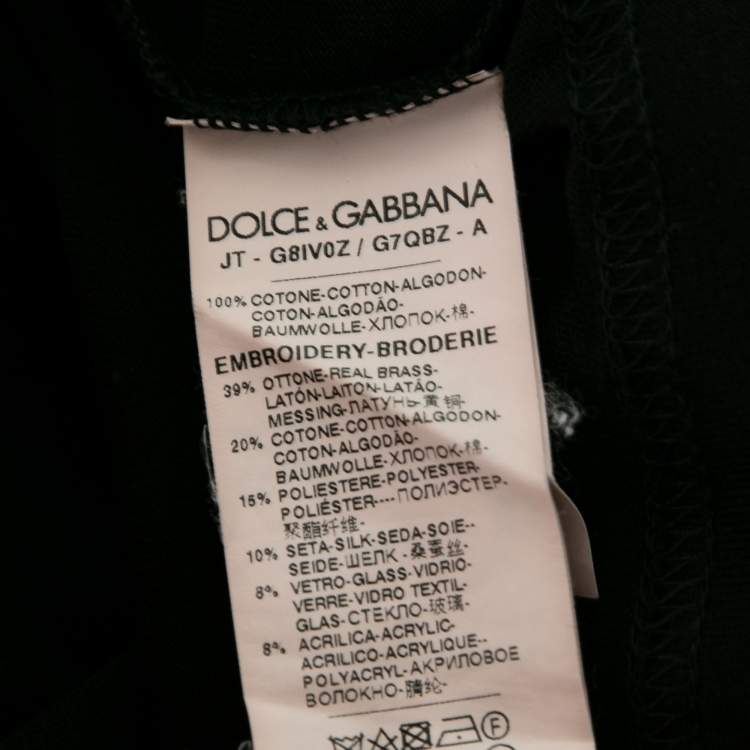 DOLCE & GABBANA
JT - G8IV0Z / G7QBZ - A
100% COTONE-COTTON-ALGODON-
COTON-ALGODÃO-
BAUMWOLLE-ХЛОПОК-棉-
EMBROIDERY-BRODERIE
39% OTTONE-REAL BRASS-
LATÓN-LAITON-LATÃO-
MESSING-ЛАТУНЬ-黄铜-
20% COTONE-COTTON-ALGODON-
COTON-ALGODÃO-
BAUMWOLLE-ХЛОПОК-棉-
15% POLIESTERE-POLYESTER-
POLIÉSTER----ПОЛИЭСТЕР-
聚酯纤维-
10% SETA-SILK-SEDA-SOIE--
SEIDE-ШЕЛК -桑蚕丝-
8% VETRO-GLASS-VIDRIO-
VERRE-VIDRO TEXTIL-
GLAS-СТЕКЛО-玻璃-
8% ACRILICA-ACRYLIC-
ACRILICO-ACRYLIQUE--
POLYACRYL-АКРИЛОВОЕ
ВОЛОКНО-腈纶-
F